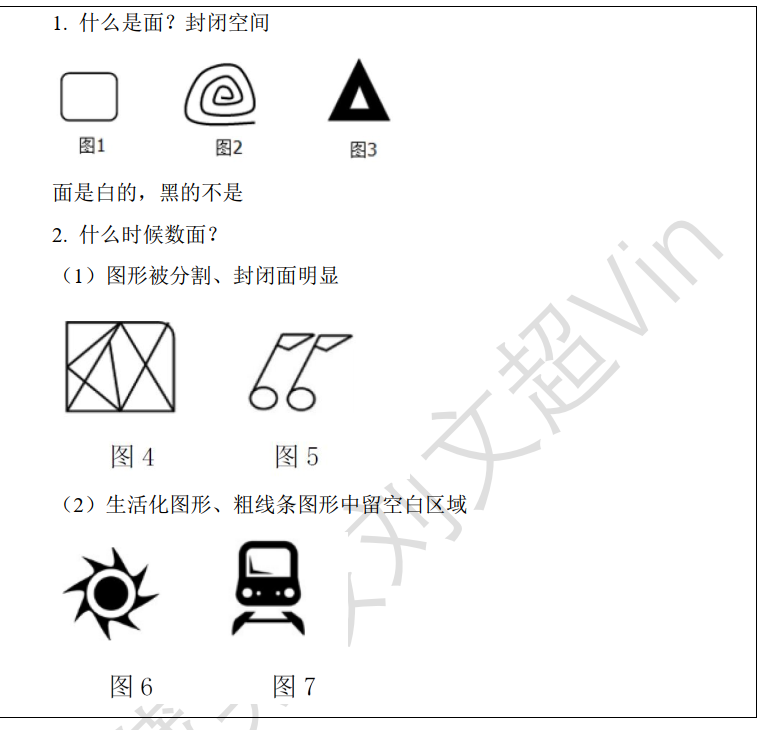 1. 什么是面？封闭空间
图1 图2 图3
面是白的，黑的不是
2. 什么时候数面？
（1）图形被分割、封闭面明显
图 4 图 5
（2）生活化图形、粗线条图形中留空白区域
图 6 图 7
刘文超Vin